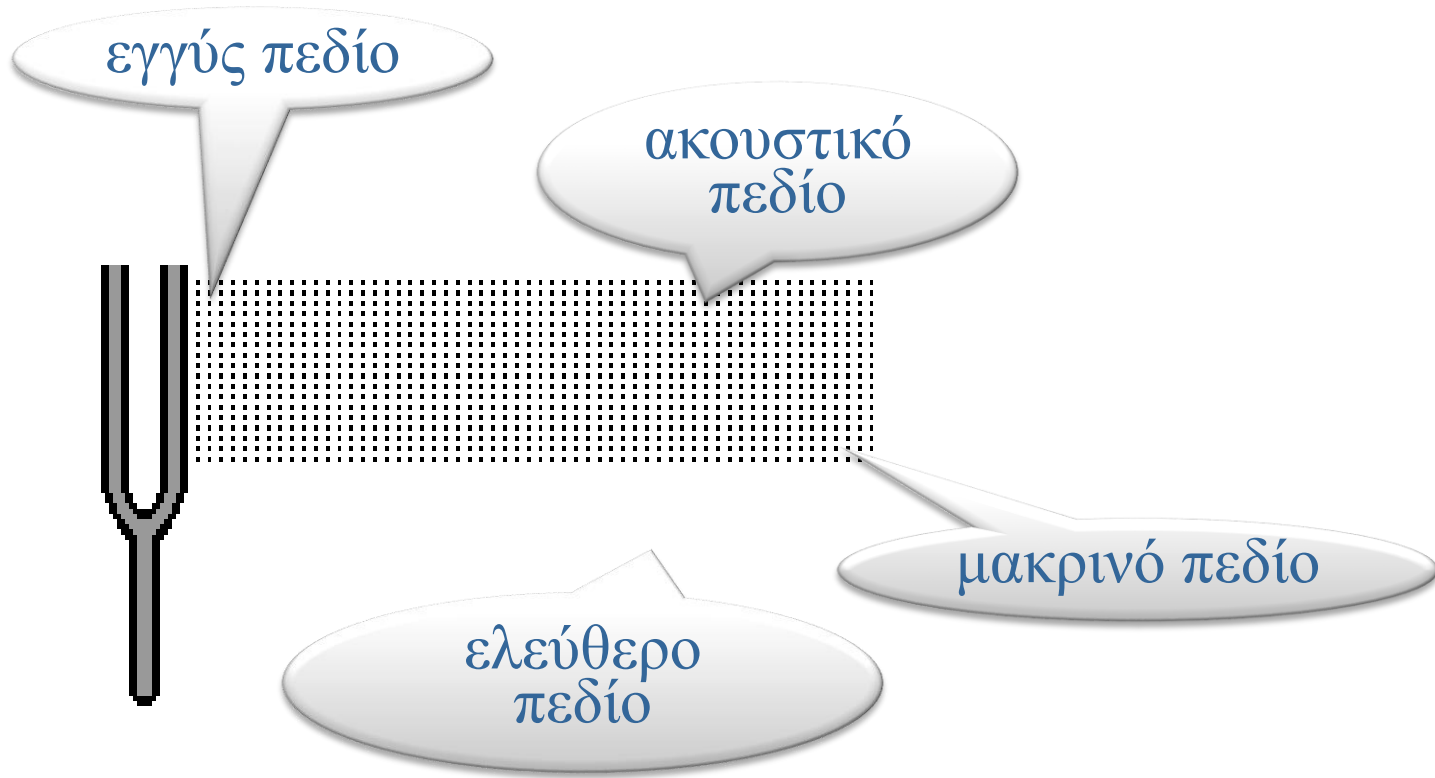 εγγύς πεδίο
ακουστικό
πεδίο
μακρινό πεδίο
ελεύθερο
πεδίο